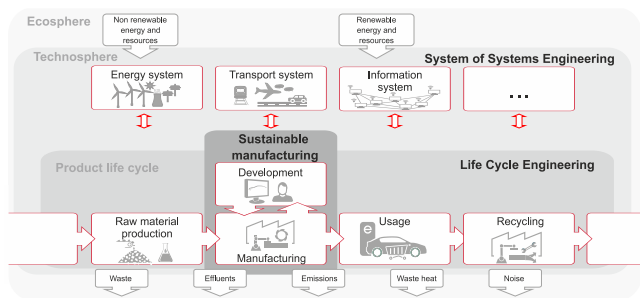 Ecosphere
Non renewable
energy and
resources
Renewable
energy and
resources
Technosphere
System of Systems Engineering
Energy system
Transport system
Information
system
...
Sustainable
manufacturing
Product life cycle
Life Cycle Engineering
Development
Raw material
production
Manufacturing
Usage
e
Recycling
Waste
Effluents
Emissions
Waste heat
Noise